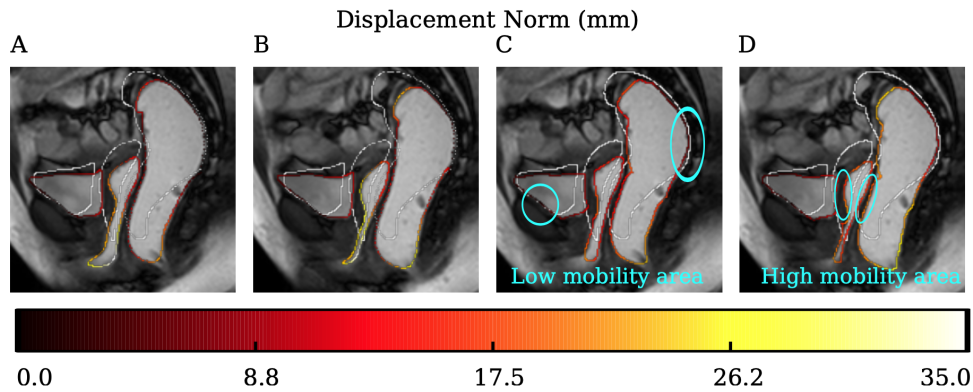 Displacement Norm (mm)
A B C D
Low mobility area High mobility area
0.0 8.8 17.5 26.2 35.0